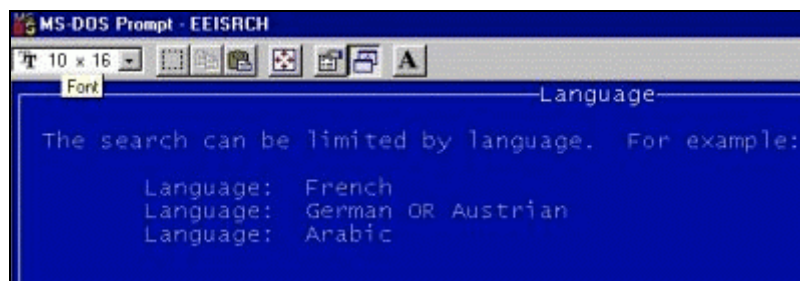 MS-DOS Prompt - EEISRCH
10 x 16 A
Font
Language
The search can be limited by language. For example:
Language: French
Language: German OR Austrian
Language: Arabic